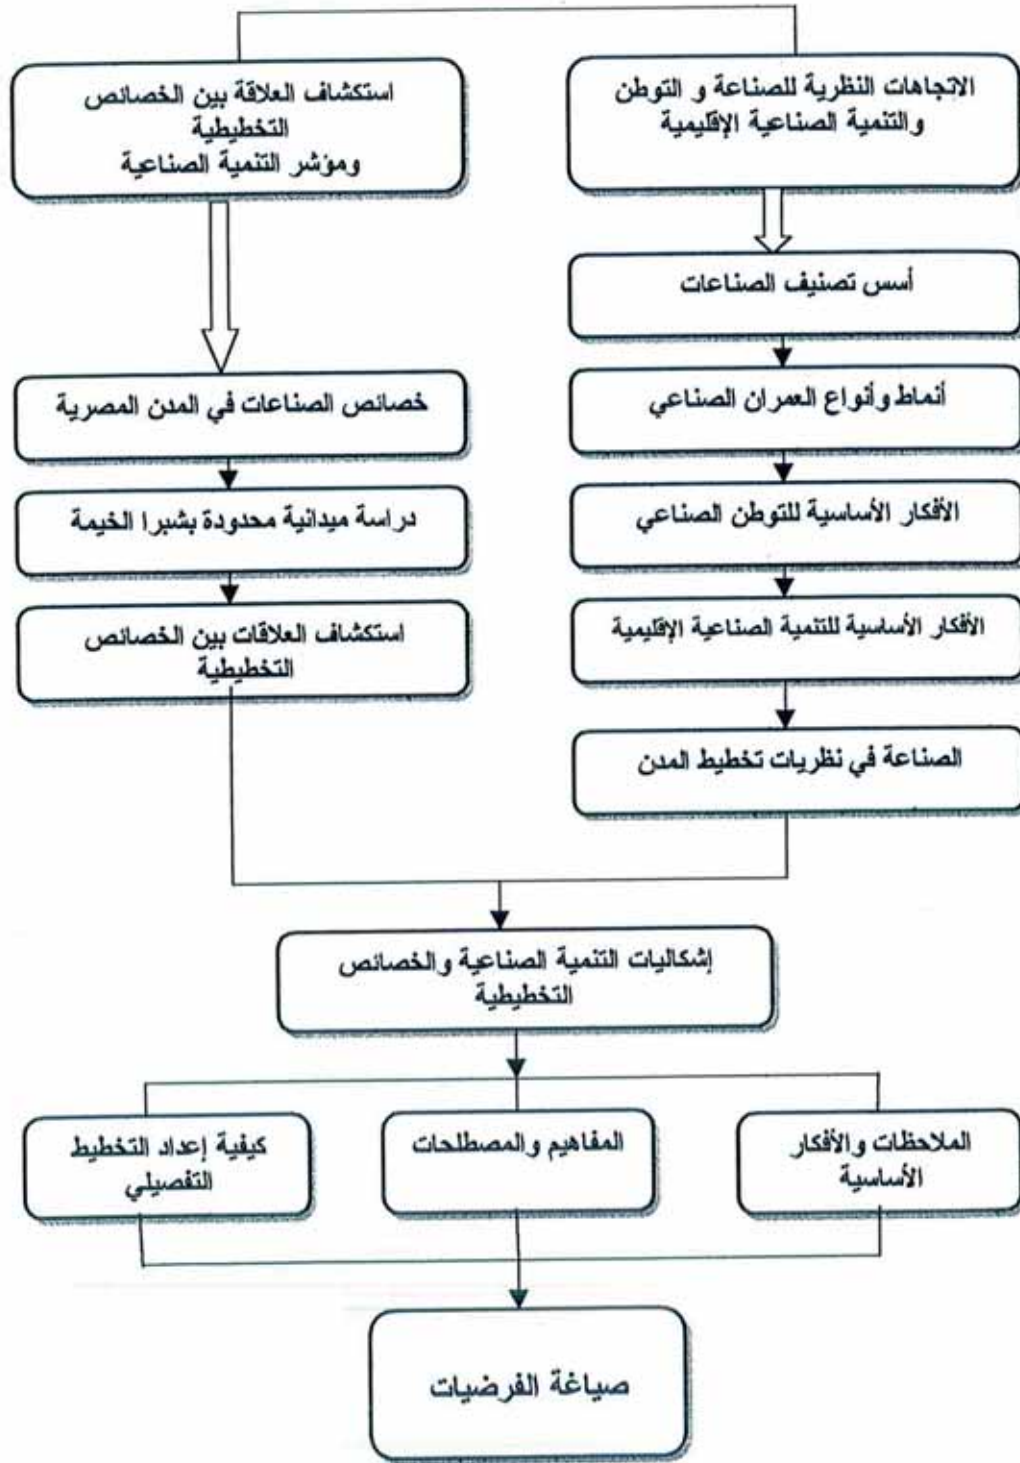 الاتجاهات النظرية للصناعة و التوطن
والتنمية الصناعية الإقليمية
أسس تصنيف الصناعات
أنماط وأنواع العمران الصناعي
الأفكار الأساسية للتوطن الصناعي
الأفكار الأساسية للتنمية الصناعية الإقليمية
الصناعة في نظريات تخطيط المدن
استكشاف العلاقة بين الخصائص
التخطيطية
ومؤشر التنمية الصناعية
خصائص الصناعات في المدن المصرية
دراسة ميدانية محدودة بشبرا الخيمة
استكشاف العلاقات بين الخصائص
التخطيطية
إشكاليات التنمية الصناعية والخصائص
التخطيطية
الملاحظات والأفكار
الأساسية
المفاهيم والمصطلحات
كيفية إعداد التخطيط
التفصيلي
صياغة الفرضيات